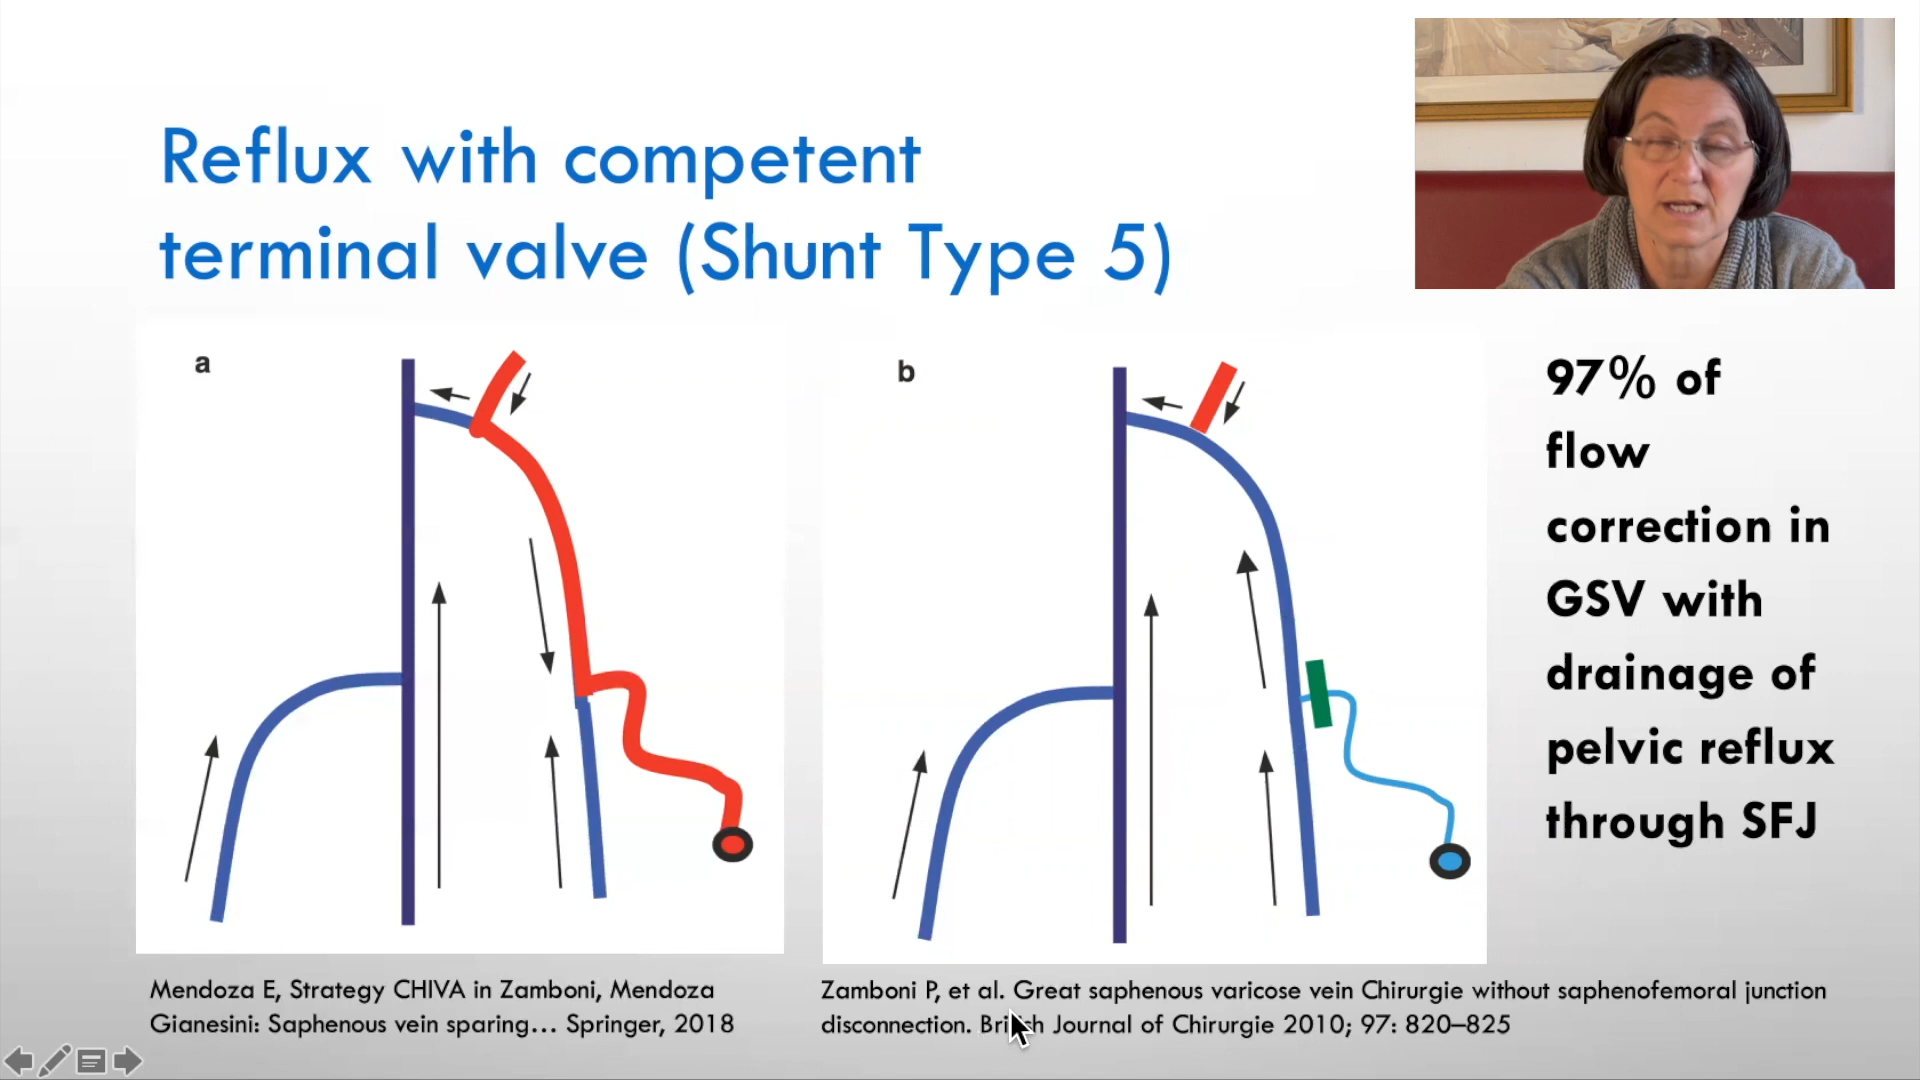 Reflux with competent
terminal valve (Shunt Type 5)
a
b
97% of
flow
correction in
GSV with
drainage of
pelvic reflux
through SFJ
Mendoza E, Strategy CHIVA in Zamboni, Mendoza
Gianesini: Saphenous vein sparing... Springer, 2018
Zamboni P, et al. Great saphenous varicose vein Chirurgie without saphenofemoral junction
disconnection. British Journal of Chirurgie 2010; 97: 820–825